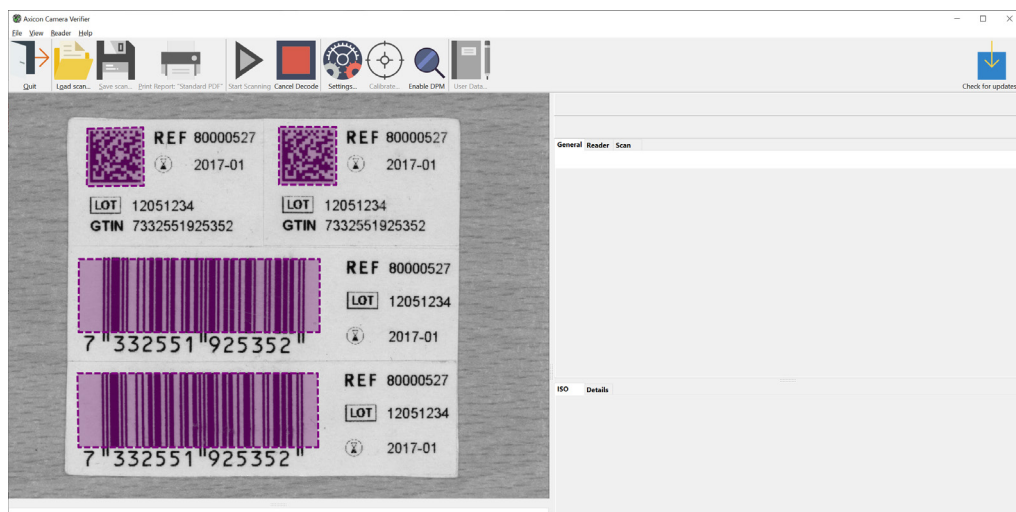 Axicon Camera Verifier
File View Reader Help
Quit Load scan... Save scan... Print Report: "Standard PDF" Start Scanning Cancel Decode Settings... Calibrate... Enable DPM User Data... Check for updates
General Reader Scan
REF 80000527
2017-01
LOT 12051234
GTIN 7332551925352
REF 80000527
2017-01
LOT 12051234
GTIN 7332551925352
REF 80000527
LOT 12051234
2017-01
7 "332551"925352"
REF 80000527
LOT 12051234
2017-01
7 "332551"925352"
ISO Details